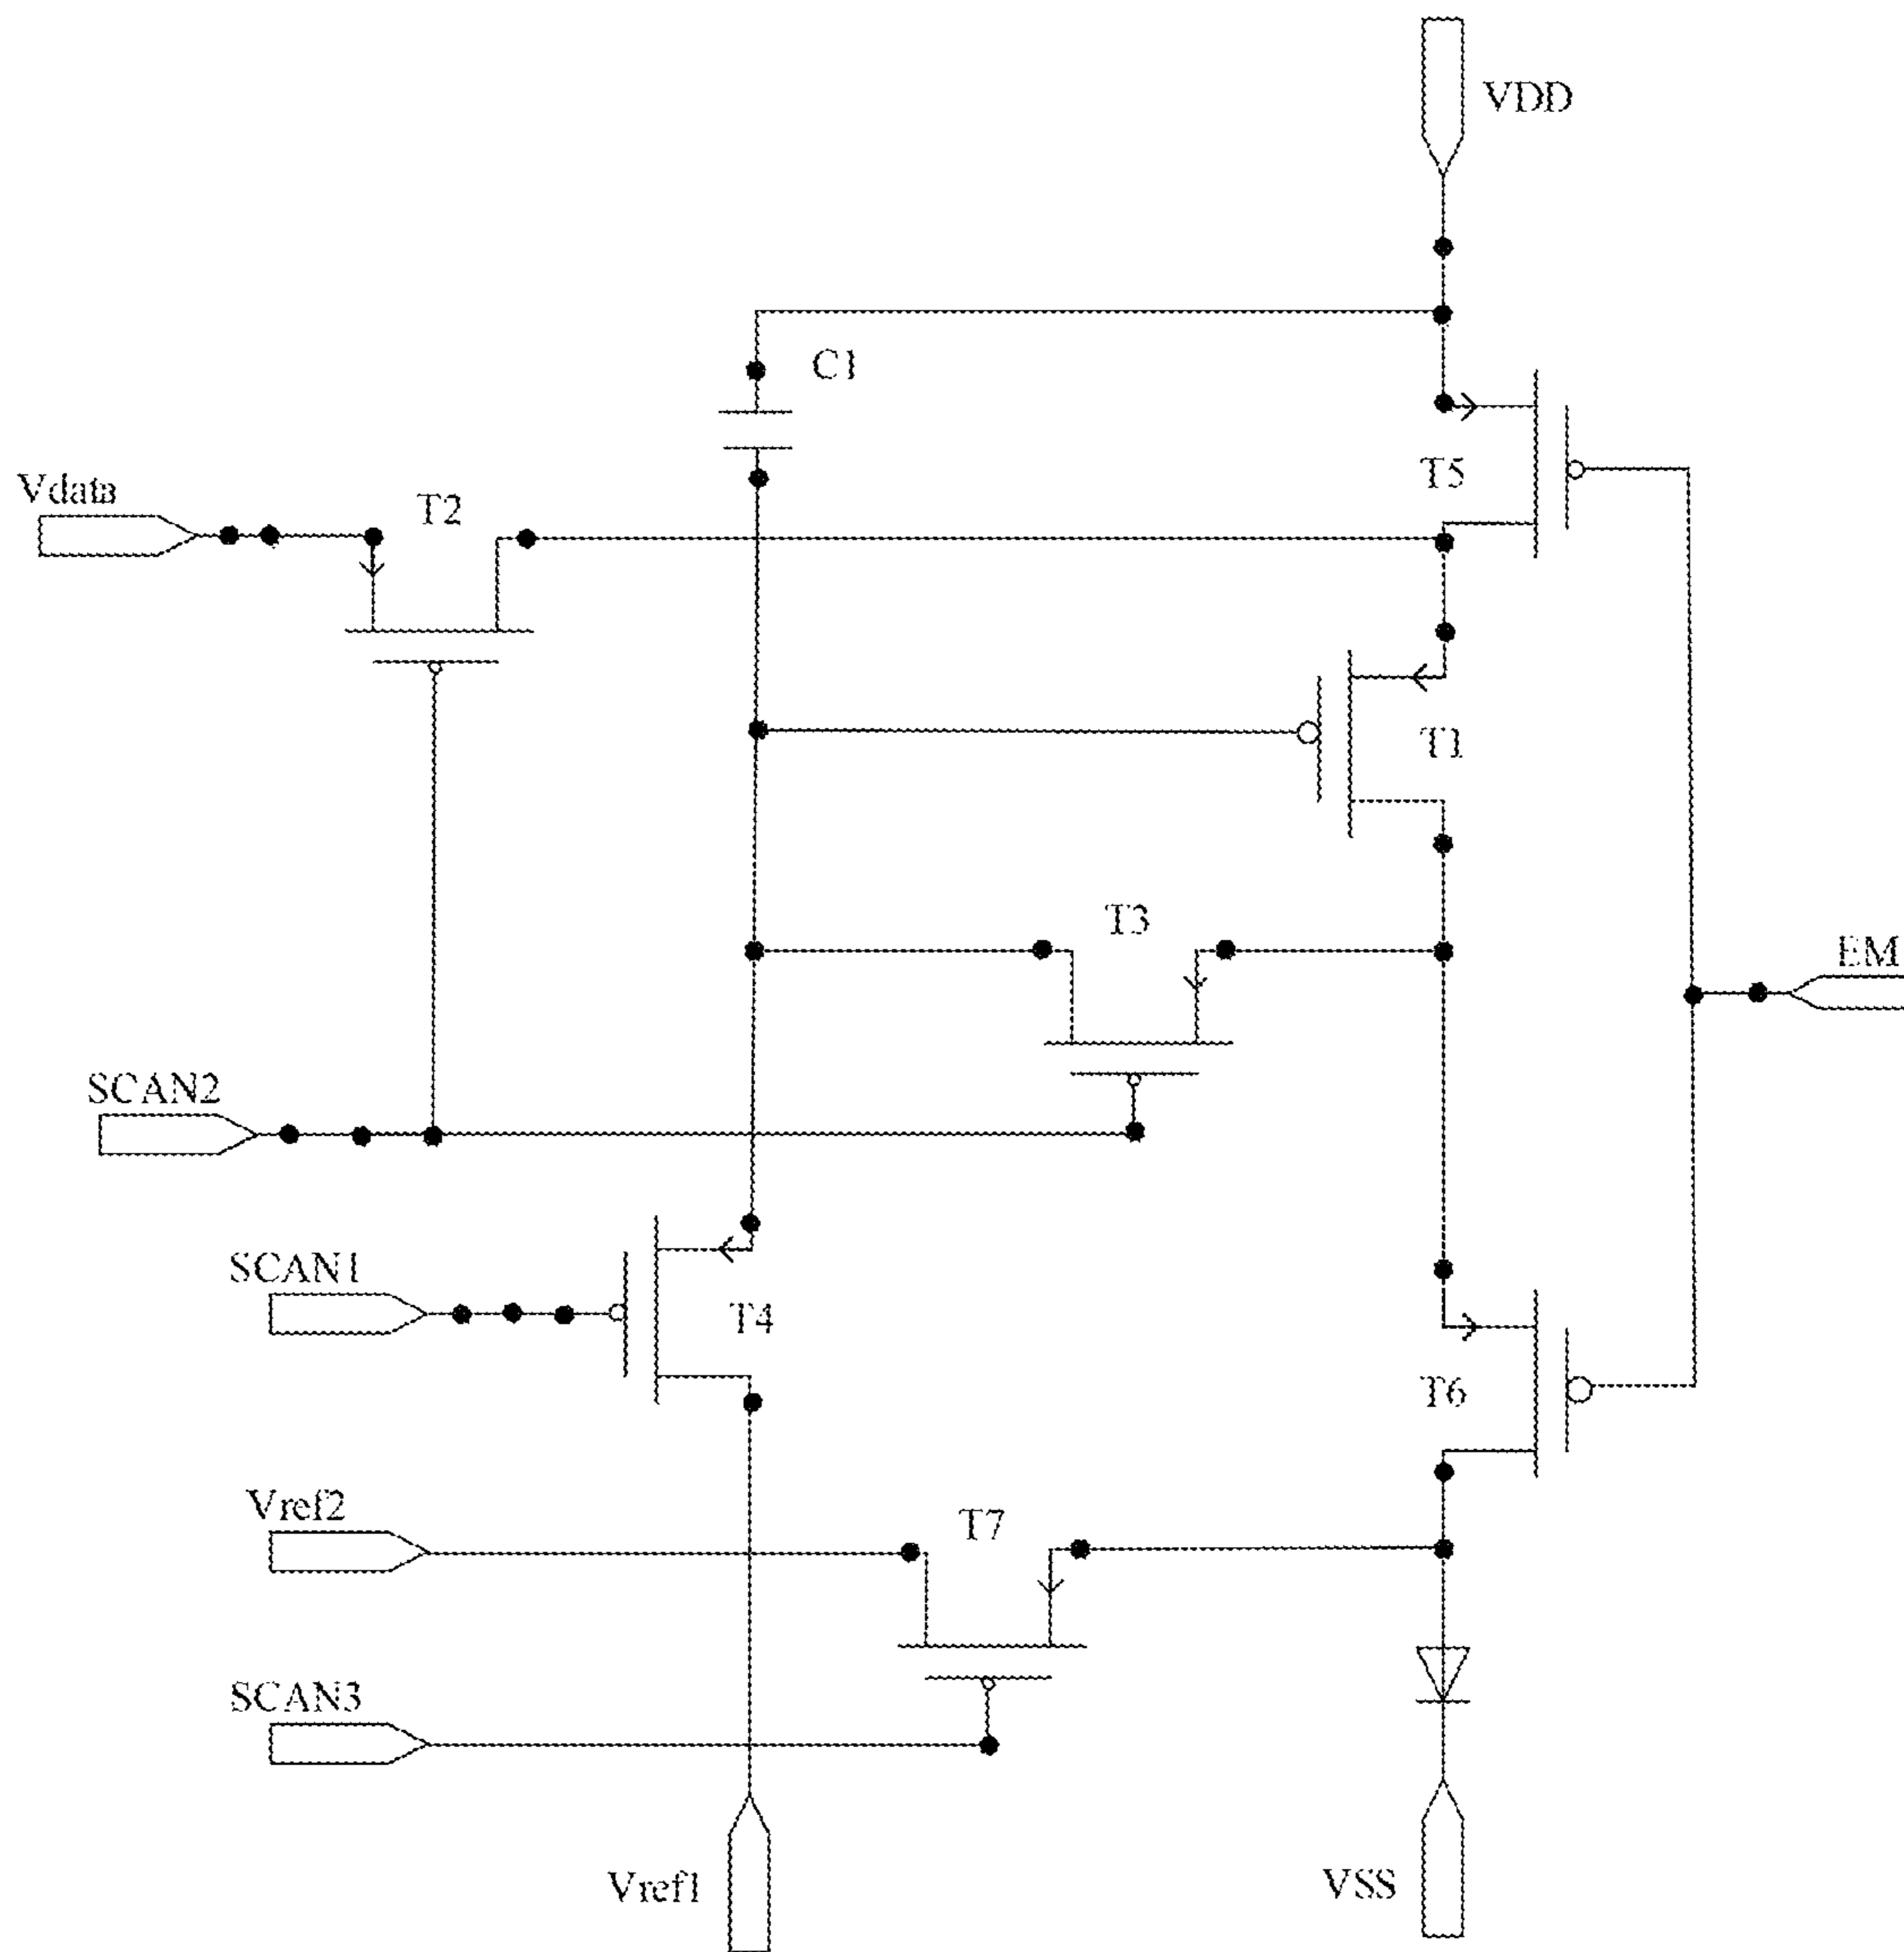 VDD
C1
Vdata
T2
T5
T1
T3
EM
SCAN2
SCAN1
T4
T6
Vref2
T7
SCAN3
Vref1
VSS